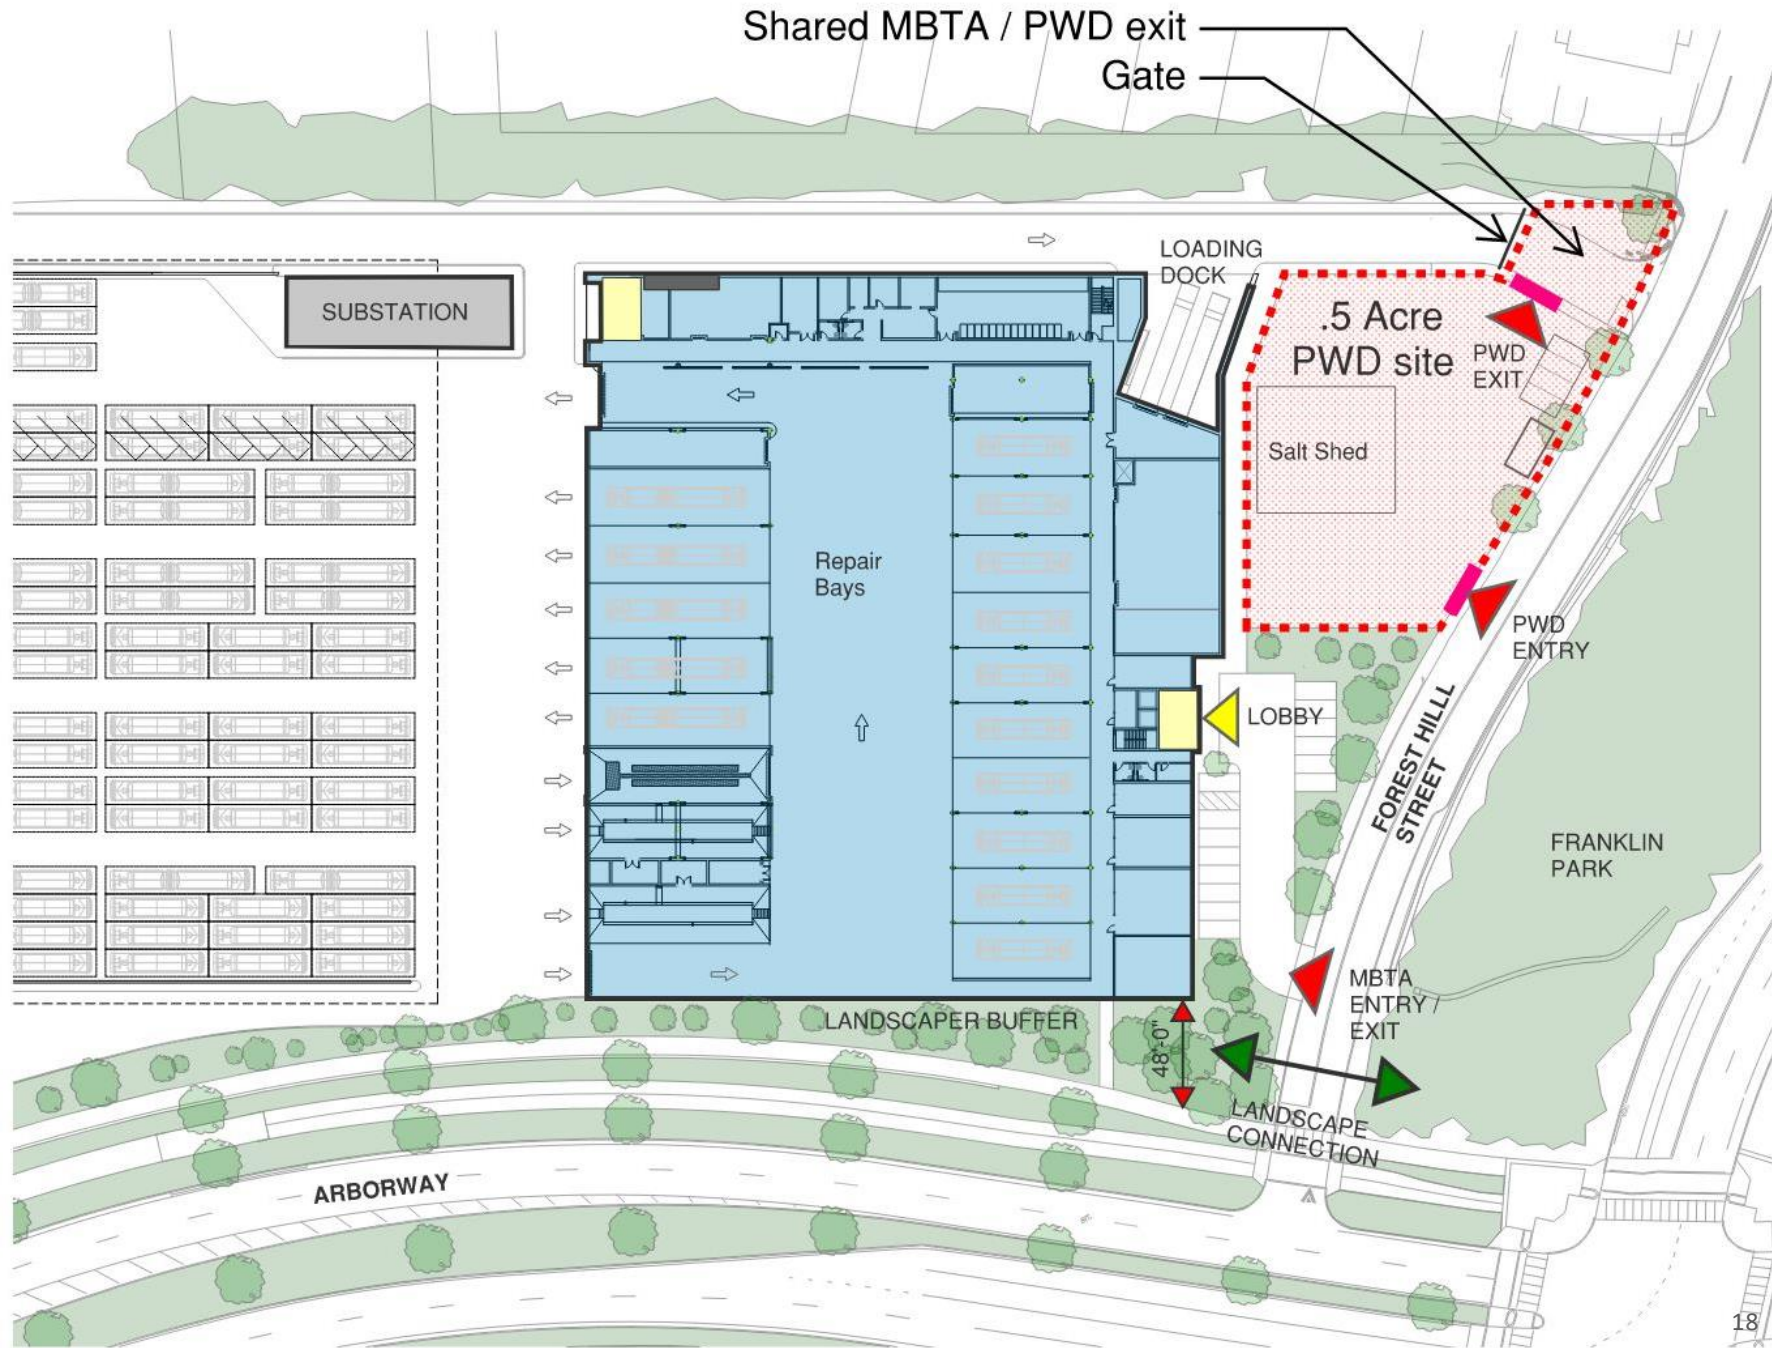 Shared MBTA / PWD exit
Gate
LOADING
DOCK
SUBSTATION
.5 Acre
PWD site
PWD
EXIT
Salt Shed
Repair
Bays
PWD
ENTRY
LOBBY
FOREST HILL
STREET
FRANKLIN
PARK
MBTA
ENTRY /
EXIT
LANDSCAPER BUFFER
48'-0"
LANDSCAPE
CONNECTION
ARBORWAY
18